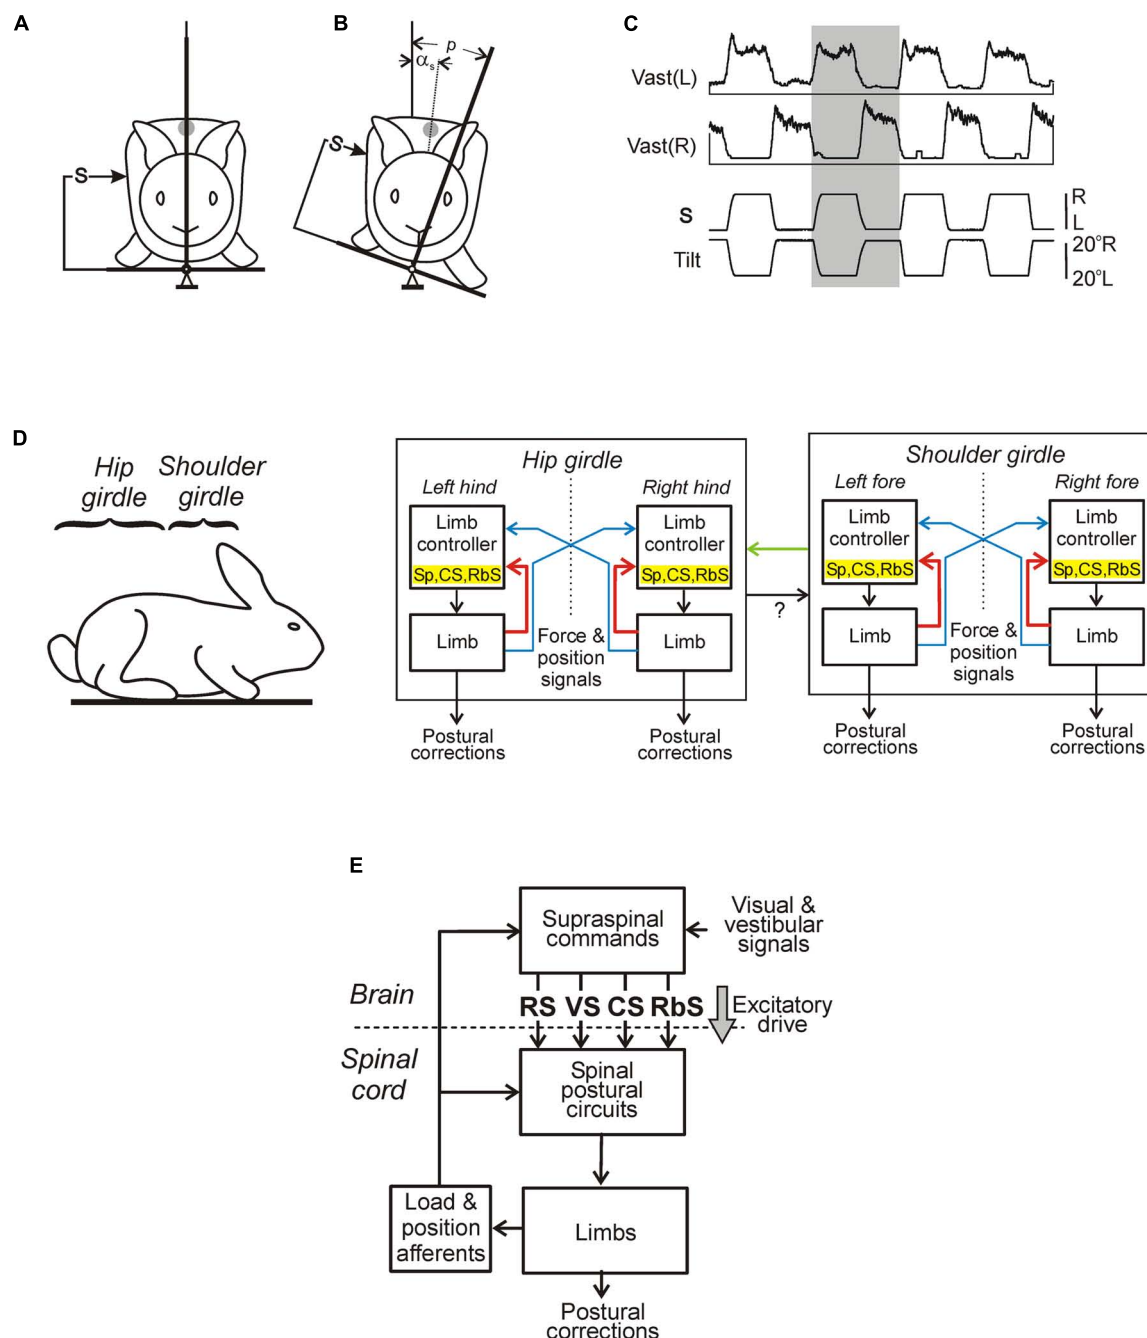 A
B
C
S
S
p
αs
Vast(L)
Vast(R)
S
R
L
Tilt
20°R
20°L
D
Hip
girdle
Shoulder
girdle
Hip girdle
Left hind
Right hind
Limb
controller
Sp,CS,RbS
Limb
controller
Sp,CS,RbS
Limb
Limb
Force &
position
signals
Postural
corrections
Postural
corrections
?
Shoulder girdle
Left fore
Right fore
Limb
controller
Sp,CS,RbS
Limb
controller
Sp,CS,RbS
Limb
Limb
Force &
position
signals
Postural
corrections
Postural
corrections
E
Supraspinal
commands
Visual &
vestibular
signals
Brain
RS VS CS RbS
Excitatory
drive
Spinal
cord
Spinal
postural
circuits
Load &
position
afferents
Limbs
Postural
corrections